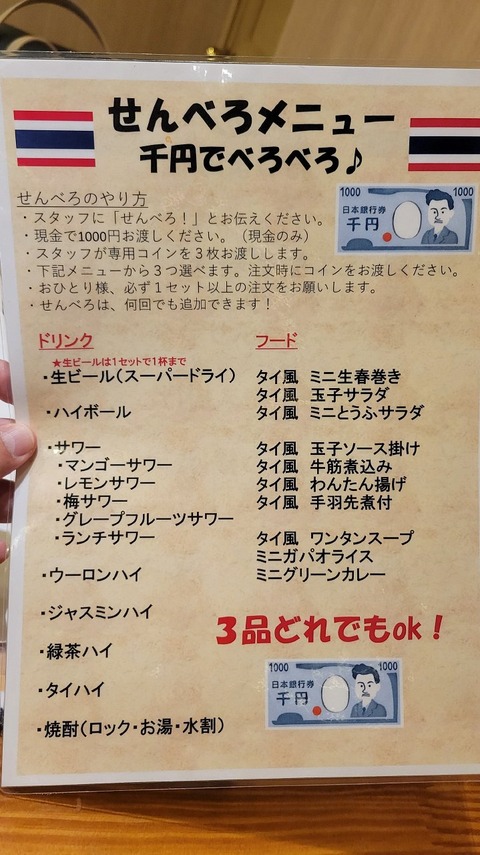 せんべろメニュー
千円でべろべろ♪
せんべろのやり方
・スタッフに「せんべろ！」とお伝えください。
・現金で1000円お渡しください。（現金のみ）
・スタッフが専用コインを３枚お渡しします。
・下記メニューから３つ選べます。注文時にコインをお渡しください。
・おひとり様、必ず１セット以上の注文をお願いします。
・せんべろは、何回でも追加できます！
1000 1000
日本銀行券
千円
ドリンク
★生ビールは1セットで1杯まで
・生ビール（スーパードライ）
・ハイボール
・サワー
・マンゴーサワー
・レモンサワー
・梅サワー
・グレープフルーツサワー
・ランチサワー
・ウーロンハイ
・ジャスミンハイ
・緑茶ハイ
・タイハイ
・焼酎（ロック・お湯・水割）
フード
タイ風 ミニ生春巻き
タイ風 玉子サラダ
タイ風 ミニとうふサラダ
タイ風 玉子ソース掛け
タイ風 牛筋煮込み
タイ風 わんたん揚げ
タイ風 手羽先煮付
タイ風 ワンタンスープ
ミニガパオライス
ミニグリーンカレー
３品どれでもok！
1000 1000
日本銀行券
千円